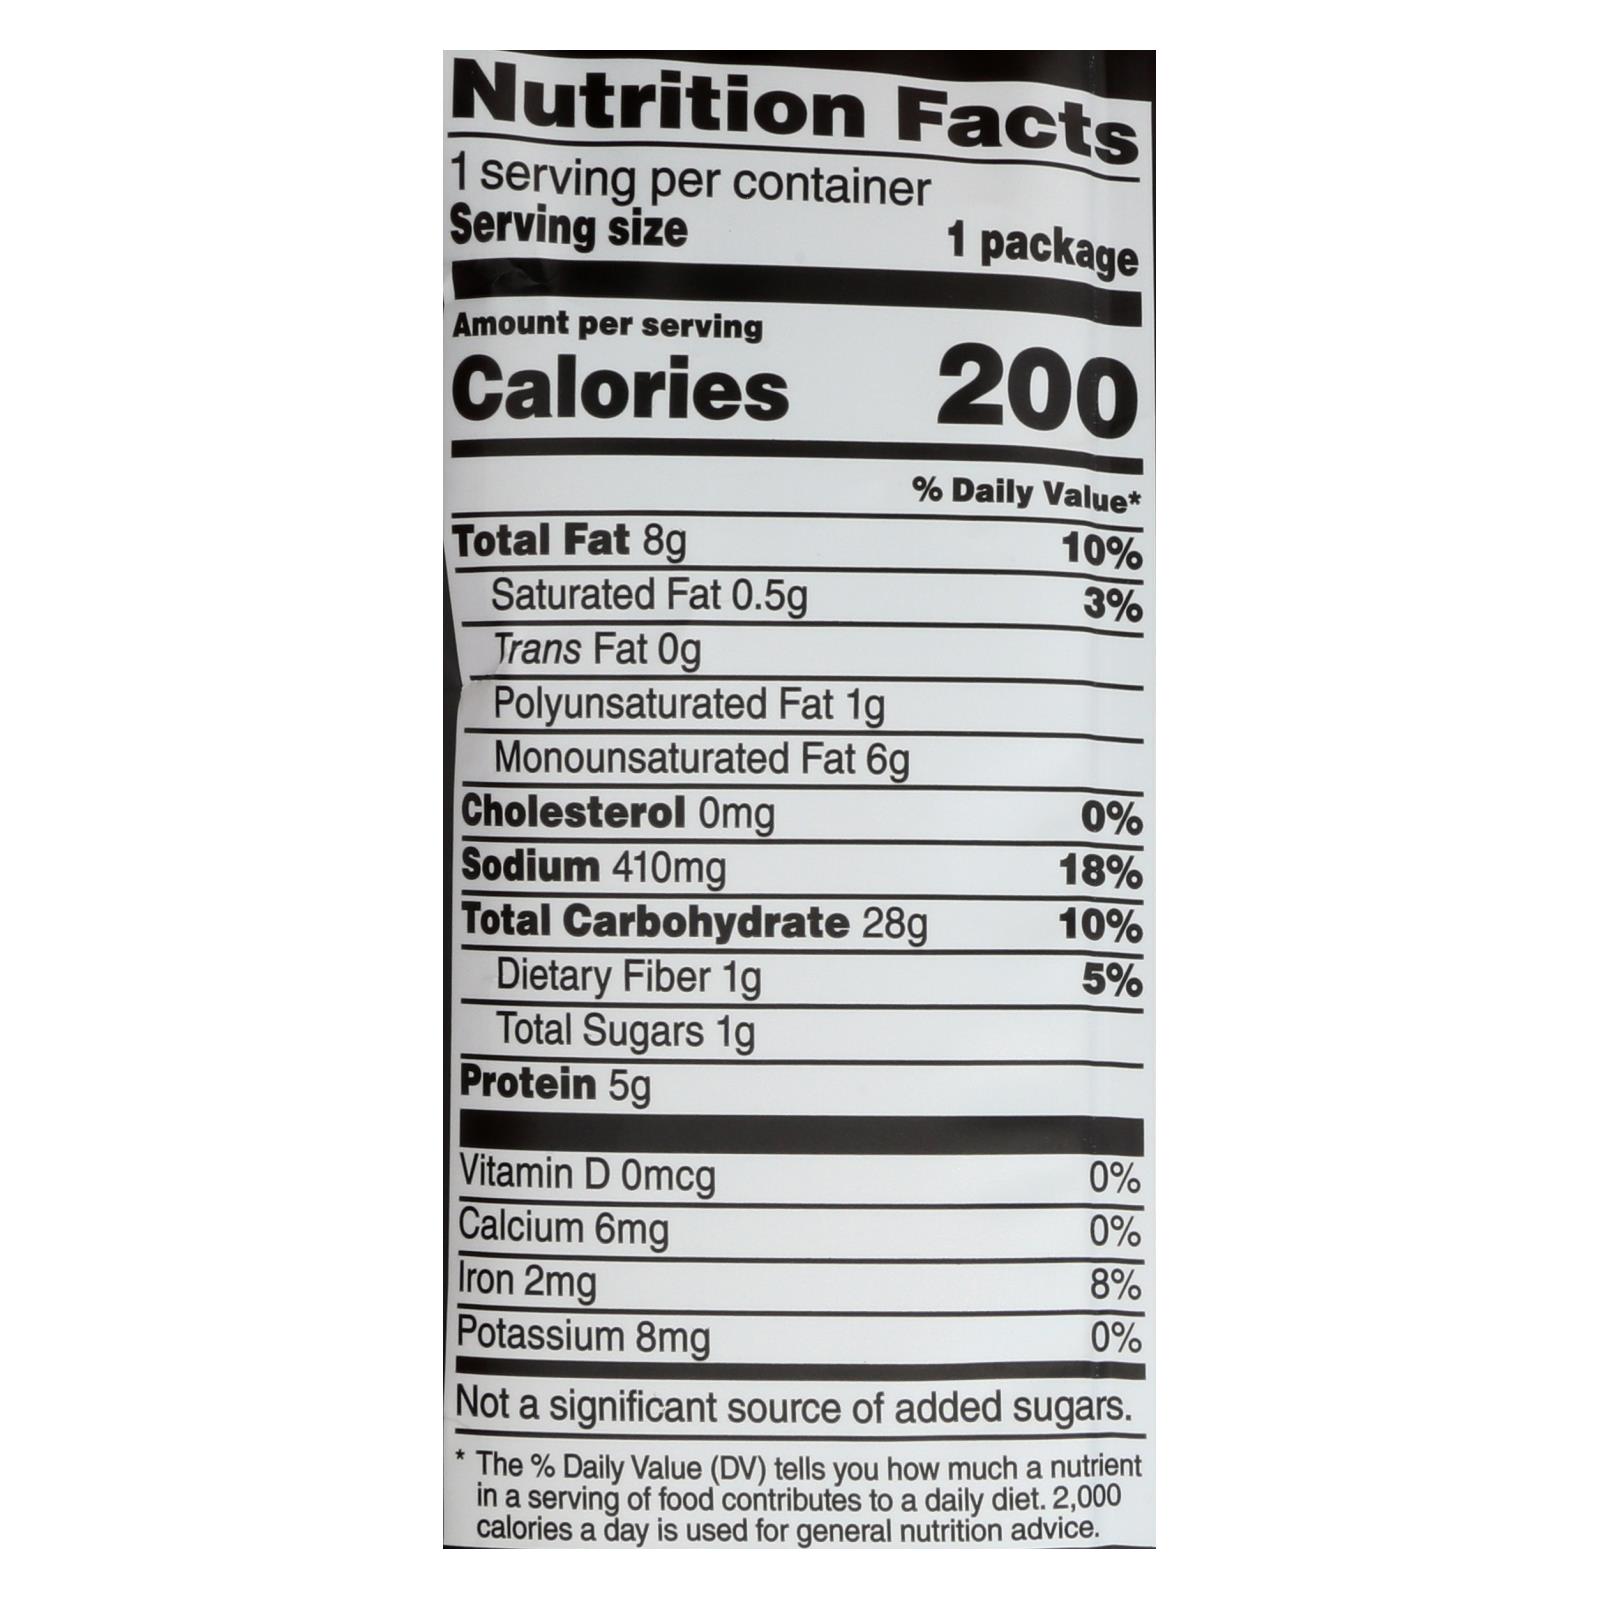 Nutrition Facts
1 serving per container
Serving size 1 package
Amount per serving
Calories 200
% Daily Value*
Total Fat 8g 10%
Saturated Fat 0.5g 3%
Trans Fat 0g
Polyunsaturated Fat 1g
Monounsaturated Fat 6g
Cholesterol 0mg 0%
Sodium 410mg 18%
Total Carbohydrate 28g 10%
Dietary Fiber 1g 5%
Total Sugars 1g
Protein 5g
Vitamin D 0mcg 0%
Calcium 6mg 0%
Iron 2mg 8%
Potassium 8mg 0%
Not a significant source of added sugars.
* The % Daily Value (DV) tells you how much a nutrient
in a serving of food contributes to a daily diet. 2,000
calories a day is used for general nutrition advice.